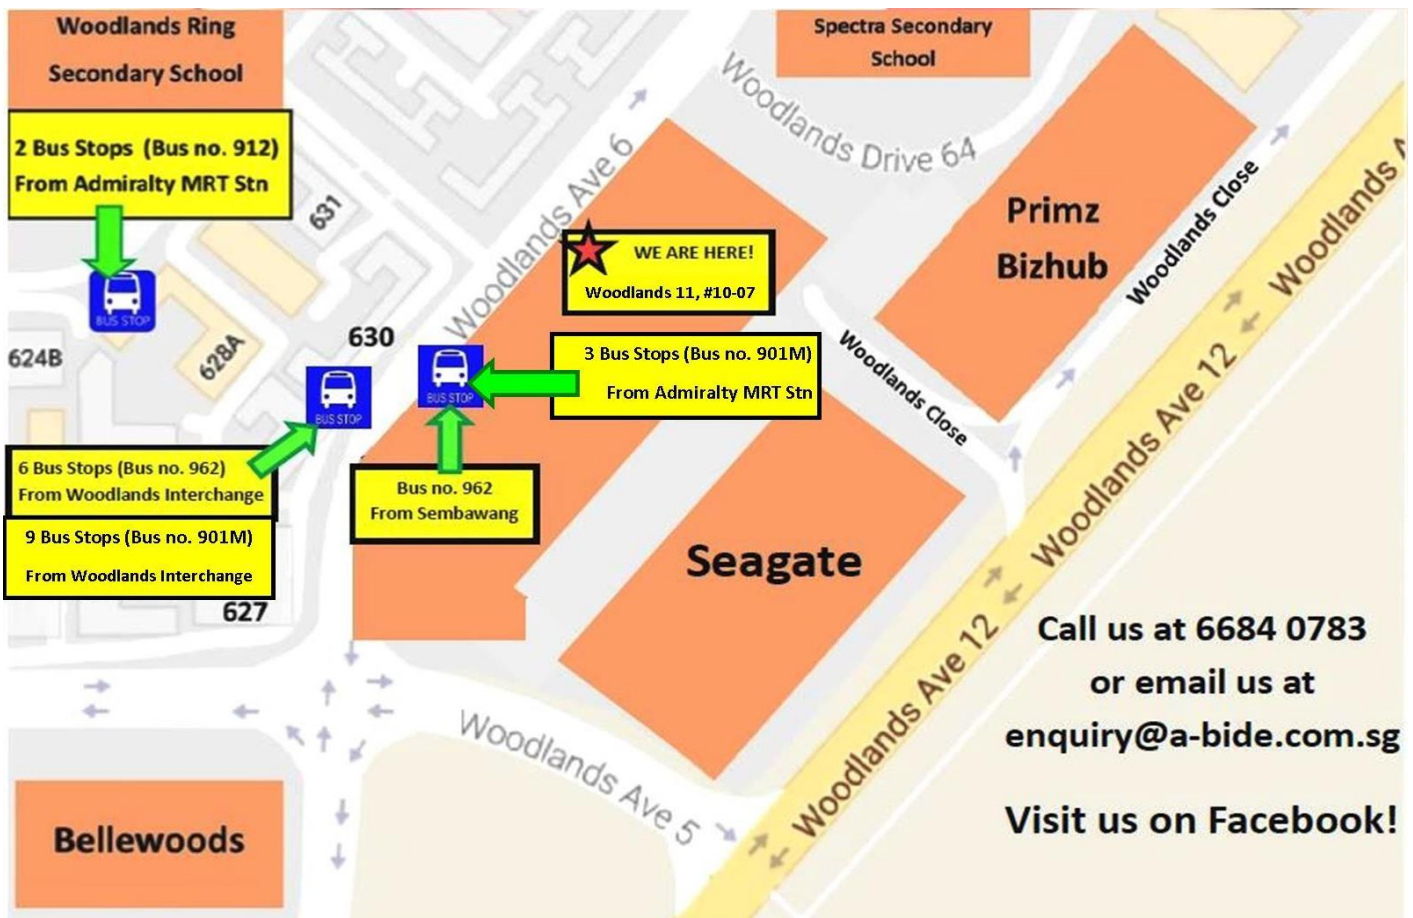 Woodlands Ring
Secondary School
Spectra Secondary
School
2 Bus Stops (Bus no. 912)
From Admiralty MRT Stn
BUS STOP
631
628A
624B
630
Woodlands Ave 6
Woodlands Drive 64
WE ARE HERE!
Woodlands 11, #10-07
Primz
Bizhub
Woodlands Close
Woodlands Close
3 Bus Stops (Bus no. 901M)
From Admiralty MRT Stn
BUS STOP
BUS STOP
6 Bus Stops (Bus no. 962)
From Woodlands Interchange
9 Bus Stops (Bus no. 901M)
From Woodlands Interchange
Bus no. 962
From Sembawang
627
Seagate
Woodlands A
Woodlands Ave 12
Woodlands Ave 12
Woodlands Ave 5
Bellewoods
Call us at 6684 0783
or email us at
enquiry@a-bide.com.sg
Visit us on Facebook!